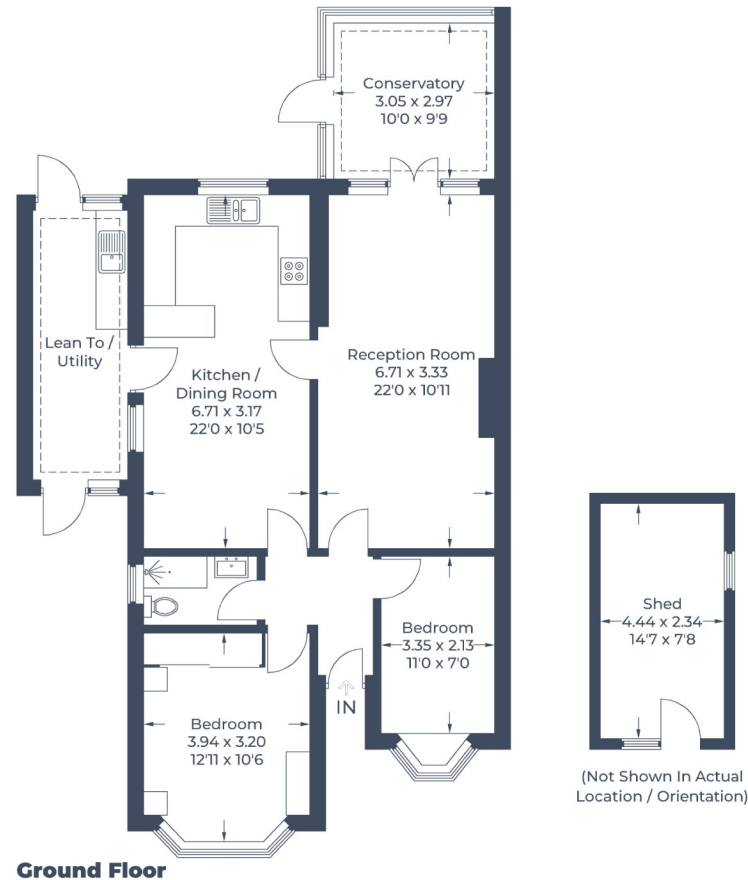 Conservatory
3.05 x 2.97
10'0 x 9'9
Lean To /
Utility
Kitchen /
Dining Room
6.71 x 3.17
22'0 x 10'5
Reception Room
6.71 x 3.33
22'0 x 10'11
Shed
4.44 x 2.34
14'7 x 7'8
Bedroom
3.35 x 2.13
11'0 x 7'0
IN
Bedroom
3.94 x 3.20
12'11 x 10'6
(Not Shown In Actual
Location / Orientation)
Ground Floor